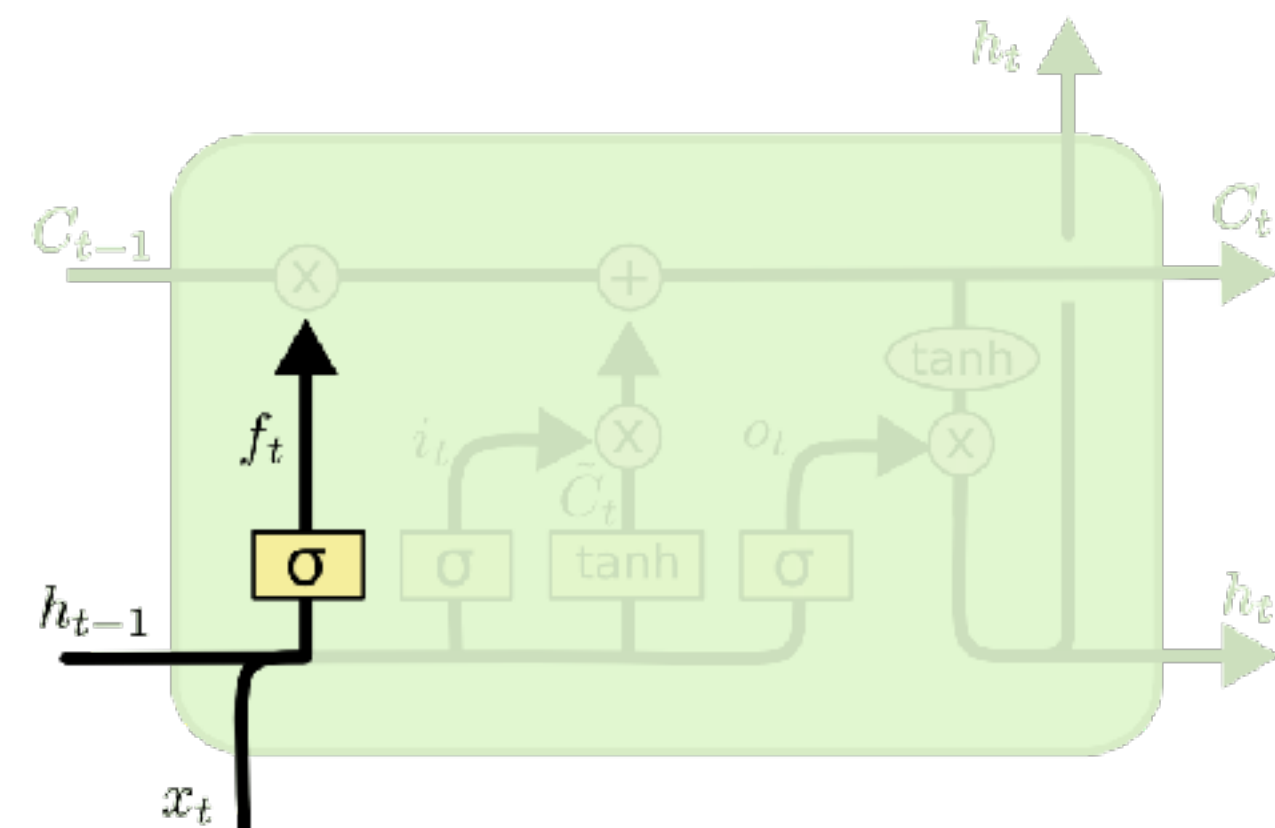 h_t
C_{t-1}
C_t
x
+
tanh
f_t
i_t
x
o_t
x
C̃_t
σ
σ
tanh
σ
h_{t-1}
h_t
x_t